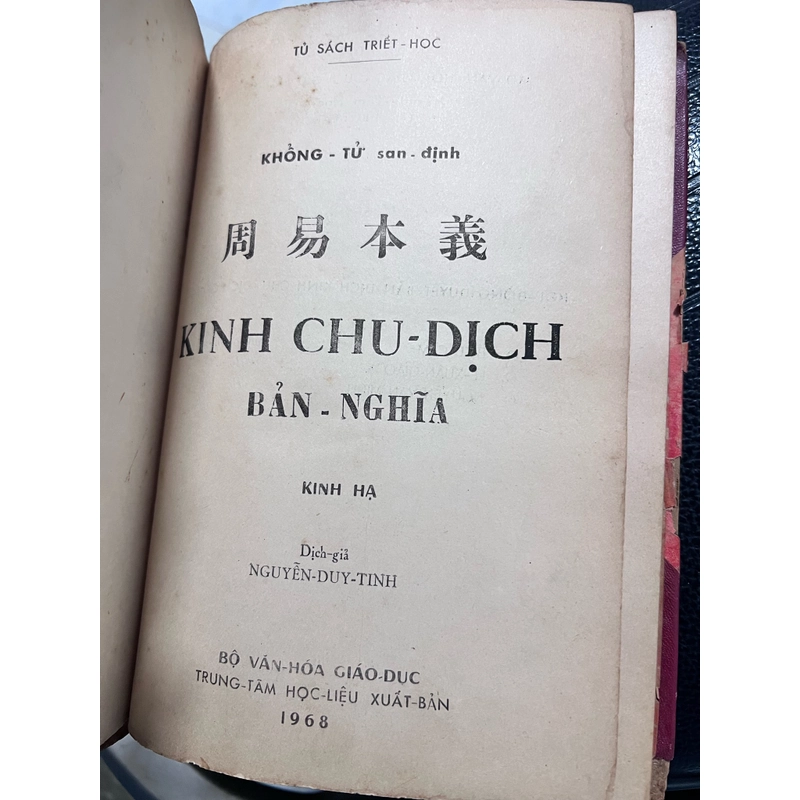 TỦ SÁCH TRIẾT-HỌC
KHỔNG - TỬ san - định
周易本義
KINH CHU-DỊCH
BẢN - NGHĨA
KINH HẠ
Dịch-giả
NGUYỄN-DUY-TINH
BỘ VĂN-HÓA GIÁO-DỤC
TRUNG-TÂM HỌC-LIỆU XUẤT-BẢN
1968